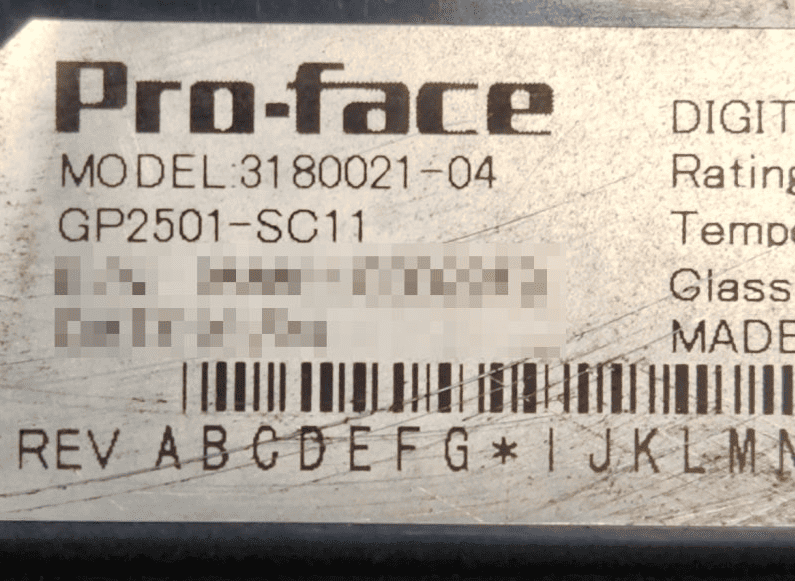 Pro-face
MODEL:3180021-04
GP2501-SC11
DIGIT
Rating
Tempe
Glass
MADE
REV A B C D E F G * I J K L M N